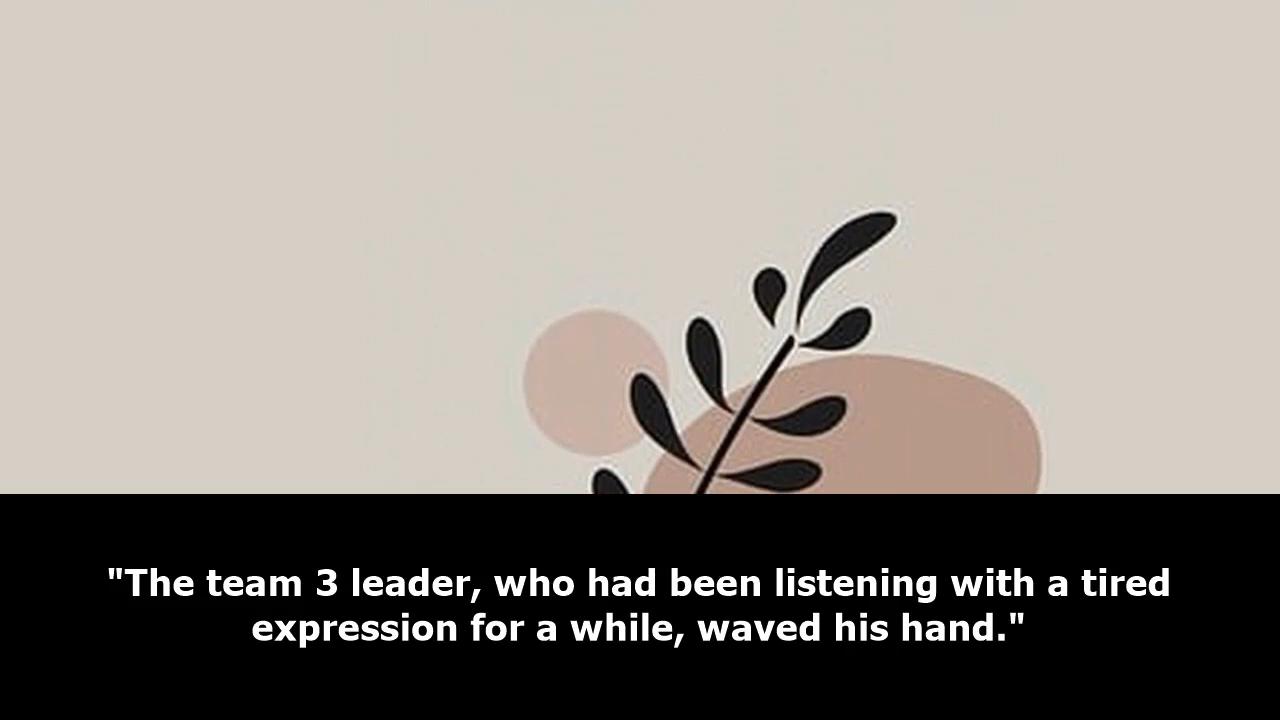 "The team 3 leader, who had been listening with a tired
expression for a while, waved his hand."